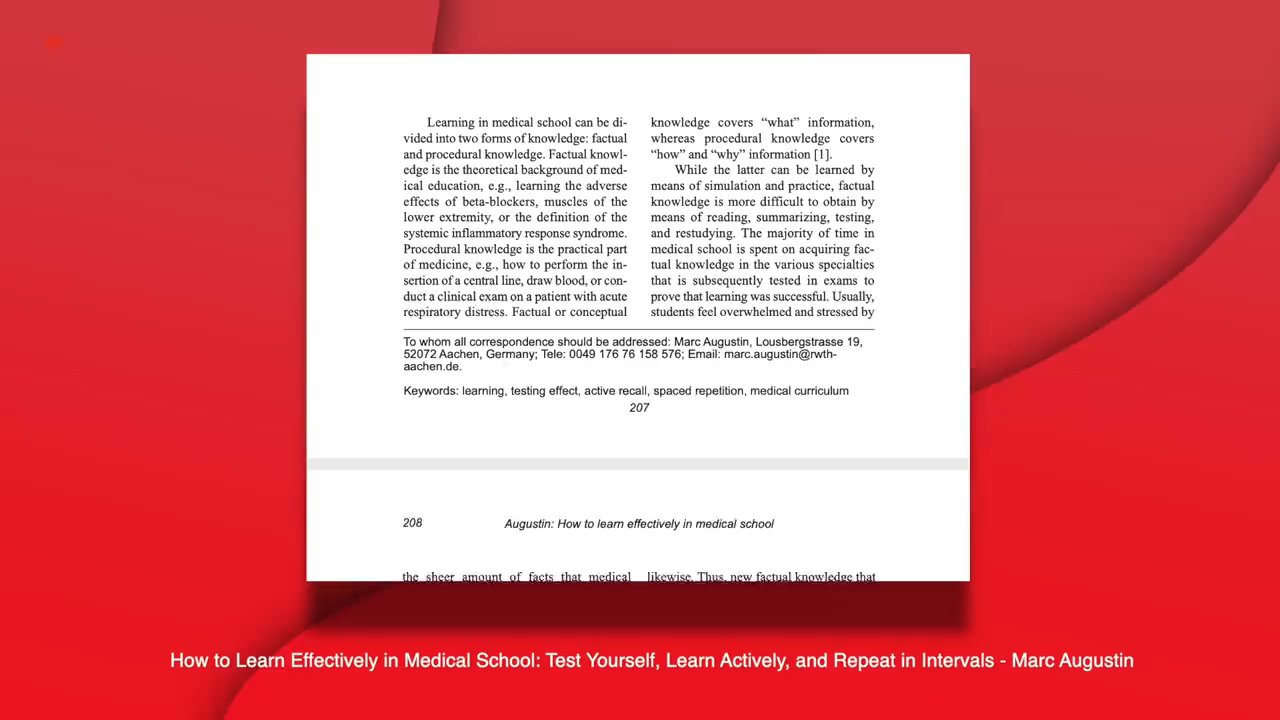 Learning in medical school can be di-
vided into two forms of knowledge: factual
and procedural knowledge. Factual knowl-
edge is the theoretical background of med-
ical education, e.g., learning the adverse
effects of beta-blockers, muscles of the
lower extremity, or the definition of the
systemic inflammatory response syndrome.
Procedural knowledge is the practical part
of medicine, e.g., how to perform the in-
sertion of a central line, draw blood, or con-
duct a clinical exam on a patient with acute
respiratory distress. Factual or conceptual
knowledge covers “what” information,
whereas procedural knowledge covers
“how” and “why” information [1].
While the latter can be learned by
means of simulation and practice, factual
knowledge is more difficult to obtain by
means of reading, summarizing, testing,
and restudying. The majority of time in
medical school is spent on acquiring fac-
tual knowledge in the various specialties
that is subsequently tested in exams to
prove that learning was successful. Usually,
students feel overwhelmed and stressed by
To whom all correspondence should be addressed: Marc Augustin, Lousbergstrasse 19,
52072 Aachen, Germany; Tele: 0049 176 76 158 576; Email: marc.augustin@rwth-
aachen.de.
Keywords: learning, testing effect, active recall, spaced repetition, medical curriculum
207
208 Augustin: How to learn effectively in medical school
the sheer amount of facts that medical
likewise. Thus, new factual knowledge that
How to Learn Effectively in Medical School: Test Yourself, Learn Actively, and Repeat in Intervals - Marc Augustin